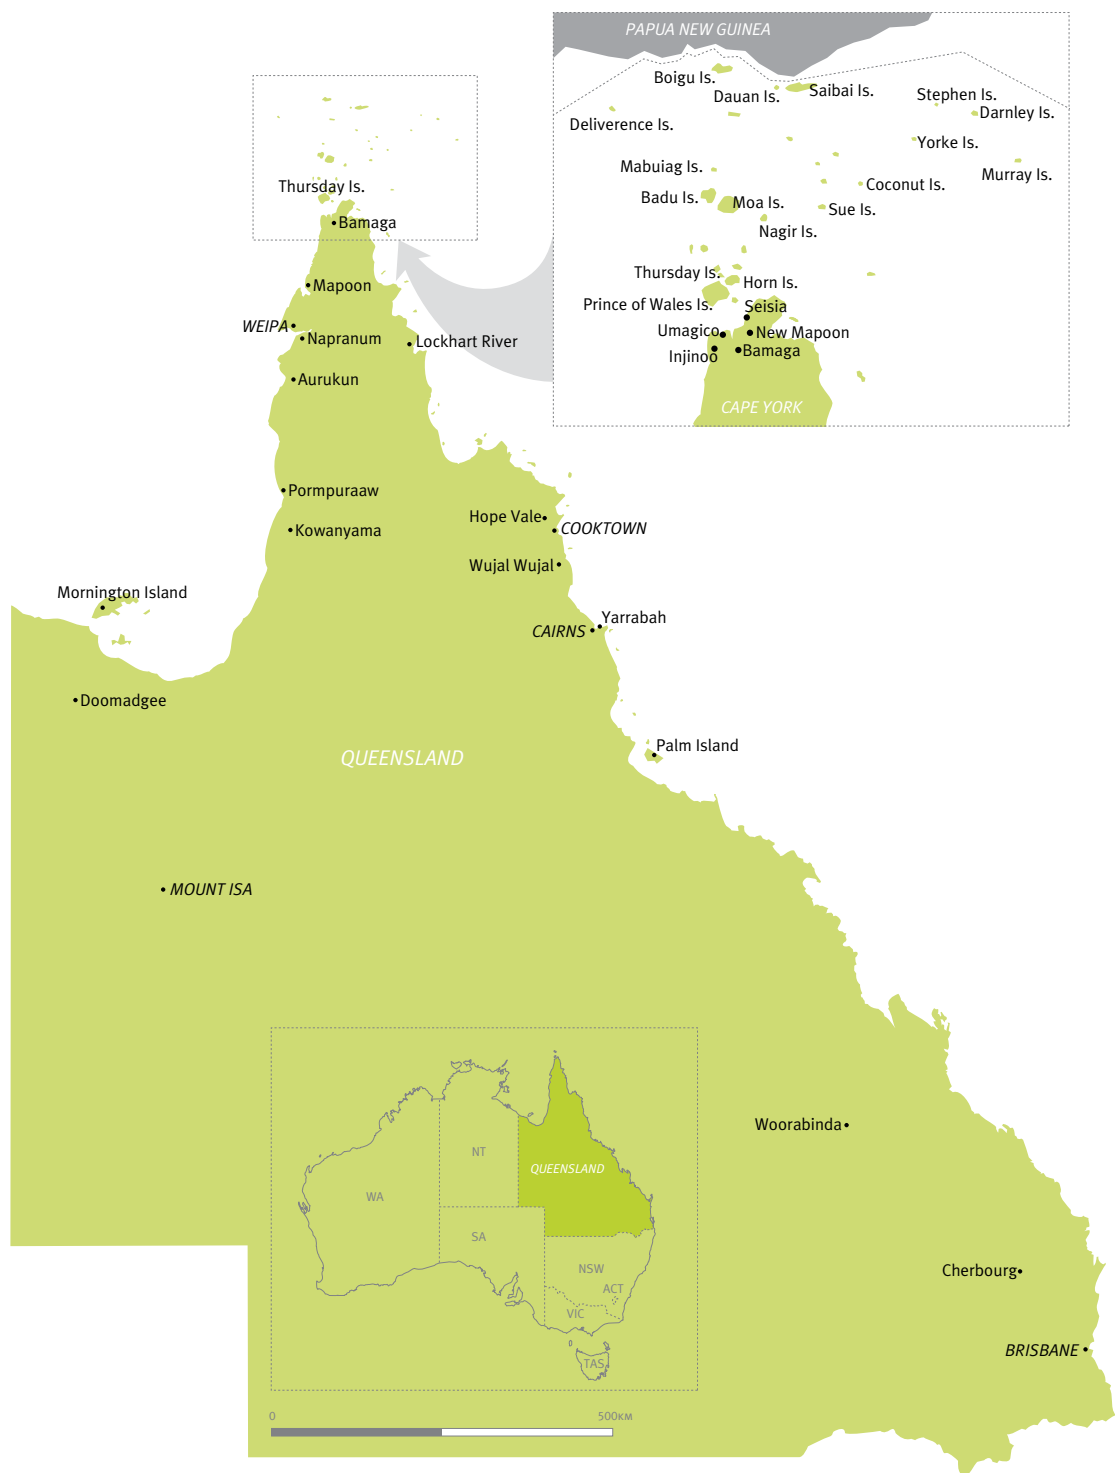 PAPUA NEW GUINEA
Boigu Is.
Dauan Is.
Saibai Is.
Stephen Is.
Darnley Is.
Deliverence Is.
Yorke Is.
Mabuiag Is.
Murray Is.
Coconut Is.
Badu Is.
Moa Is.
Sue Is.
Nagir Is.
Thursday Is.
Horn Is.
Prince of Wales Is.
Seisia
Umagico
New Mapoon
Injinoo
Bamaga
CAPE YORK
Thursday Is.
Bamaga
Mapoon
WEIPA
Napranum
Lockhart River
Aurukun
Pormpuraaw
Hope Vale
COOKTOWN
Kowanyama
Wujal Wujal
Mornington Island
Yarrabah
CAIRNS
Doomadgee
Palm Island
QUEENSLAND
MOUNT ISA
Woorabinda
NT
QUEENSLAND
WA
SA
NSW
ACT
VIC
TAS
Cherbourg
BRISBANE
0 500KM